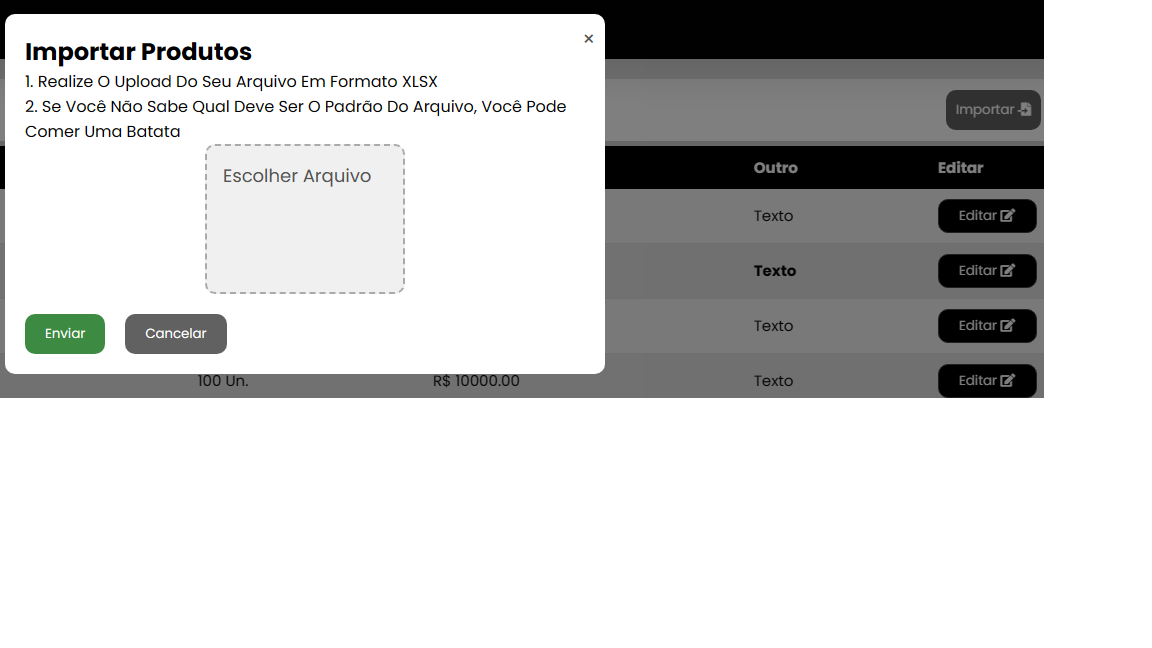 Importar Produtos
×
1. Realize O Upload Do Seu Arquivo Em Formato XLSX
2. Se Você Não Sabe Qual Deve Ser O Padrão Do Arquivo, Você Pode
Comer Uma Batata
Escolher Arquivo
Enviar
Cancelar
Importar
Outro
Editar
Texto
Editar
Texto
Editar
Texto
Editar
100 Un.
R$ 10000.00
Texto
Editar